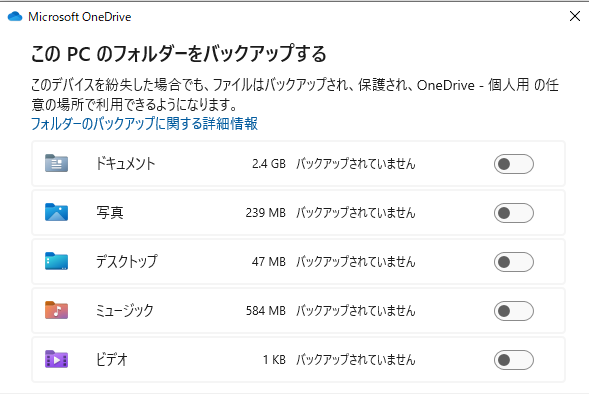 Microsoft OneDrive
この PC のフォルダーをバックアップする
このデバイスを紛失した場合でも、ファイルはバックアップされ、保護され、OneDrive - 個人用 の任
意の場所で利用できるようになります。
フォルダーのバックアップに関する詳細情報
ドキュメント 2.4 GB バックアップされていません
写真 239 MB バックアップされていません
デスクトップ 47 MB バックアップされていません
ミュージック 584 MB バックアップされていません
ビデオ 1 KB バックアップされていません